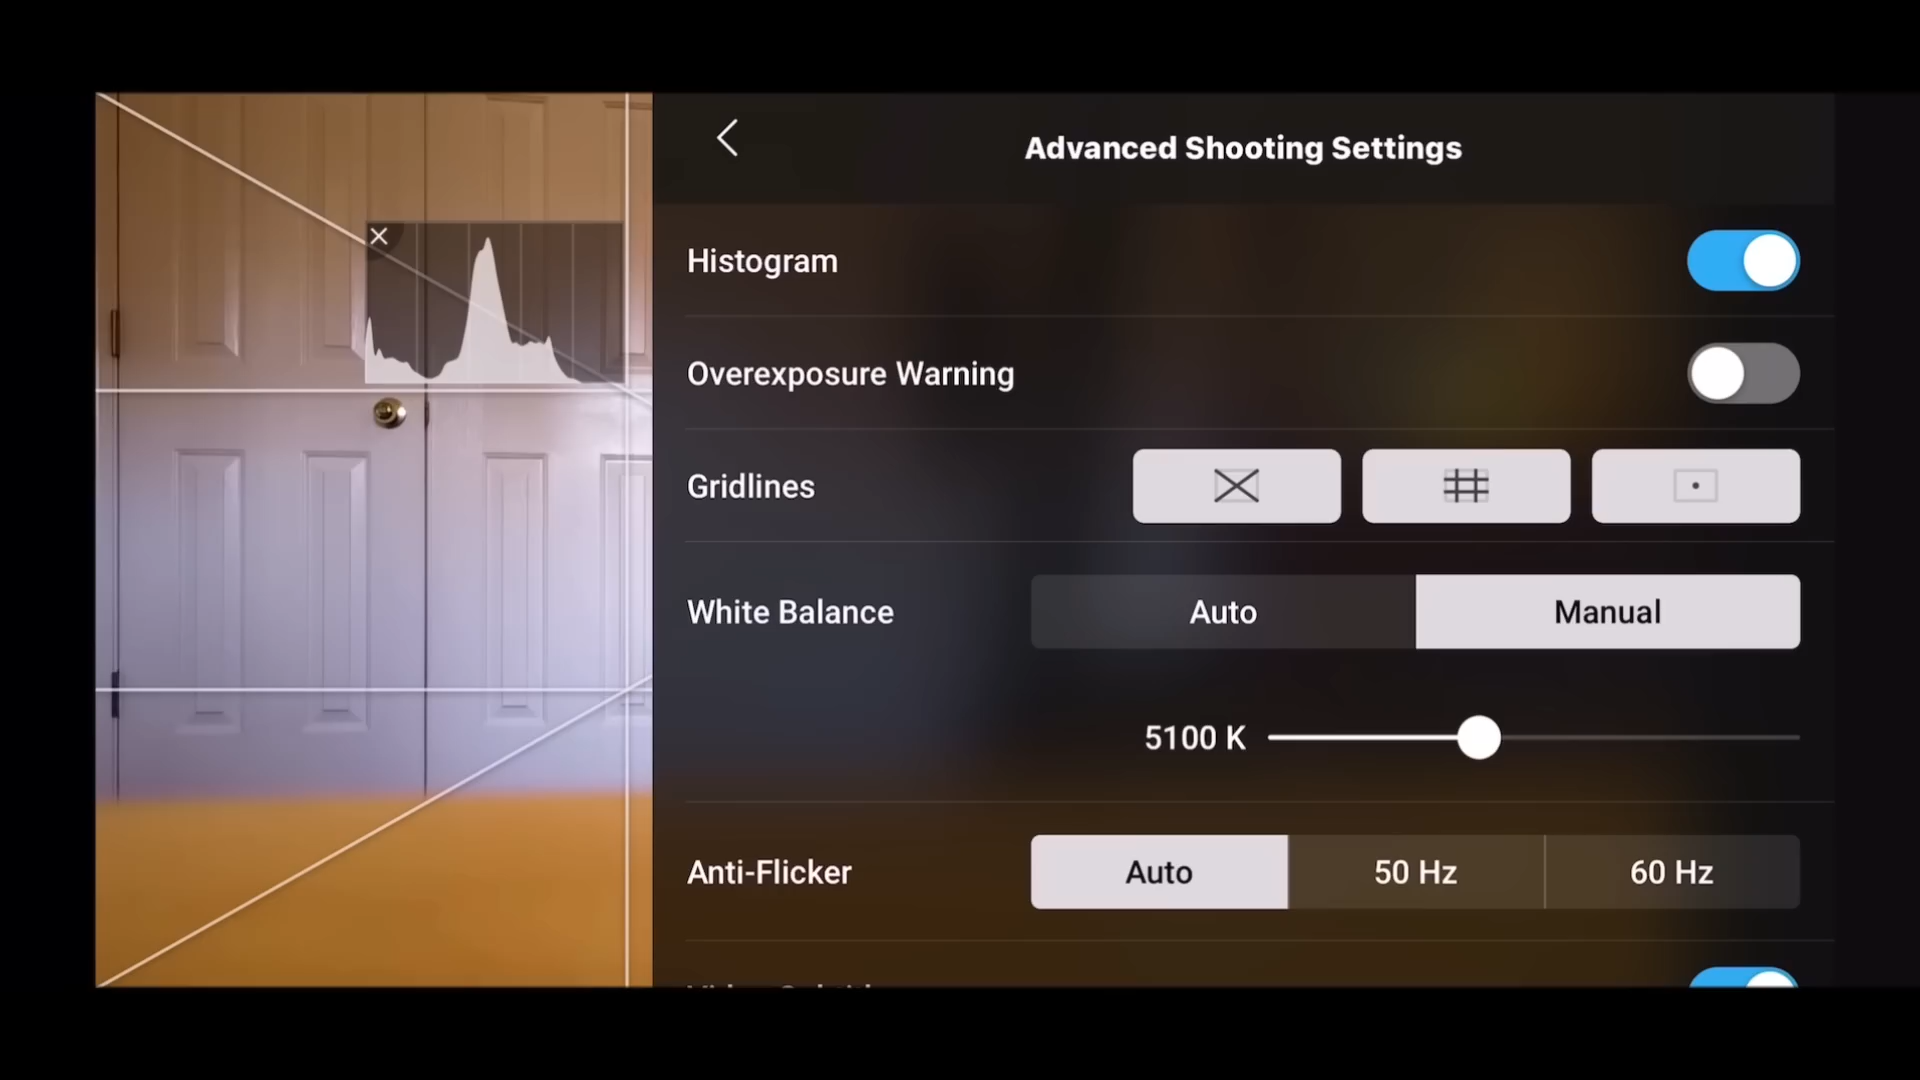 Advanced Shooting Settings
Histogram
Overexposure Warning
Gridlines
White Balance
Auto
Manual
5100 K
Anti-Flicker
Auto
50 Hz
60 Hz